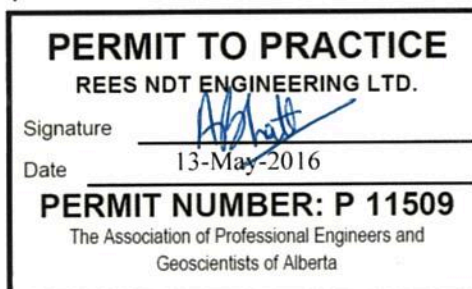 PERMIT TO PRACTICE
REES NDT ENGINEERING LTD.
Signature ABhatt
Date 13-May-2016
PERMIT NUMBER: P 11509
The Association of Professional Engineers and
Geoscientists of Alberta